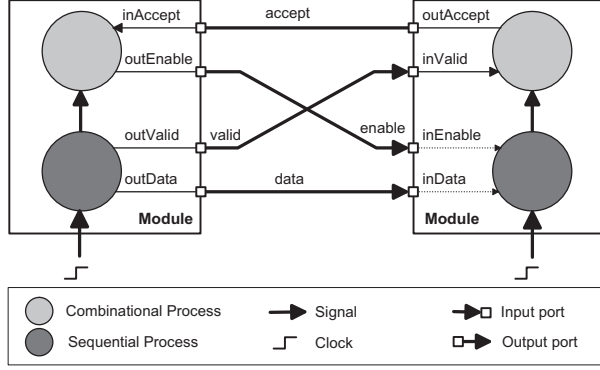 inAccept accept outAccept
outEnable inValid
outValid valid enable inEnable
outData data inData
Module Module
Combinational Process Signal Input port
Sequential Process Clock Output port